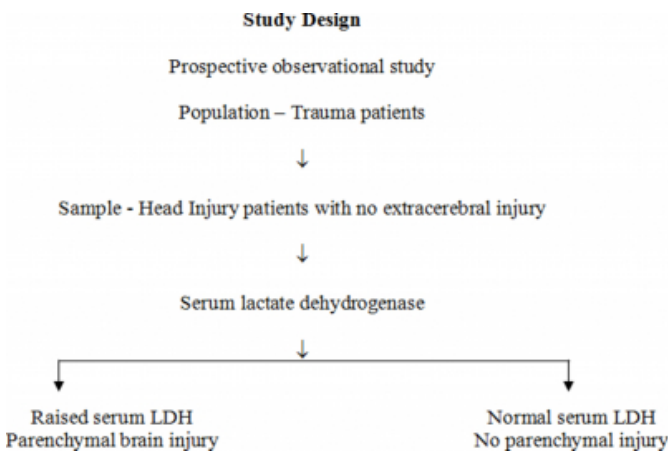 Study Design
Prospective observational study
Population – Trauma patients
↓
Sample - Head Injury patients with no extracerebral injury
↓
Serum lactate dehydrogenase
↓
Raised serum LDH
Parenchymal brain injury
Normal serum LDH
No parenchymal injury